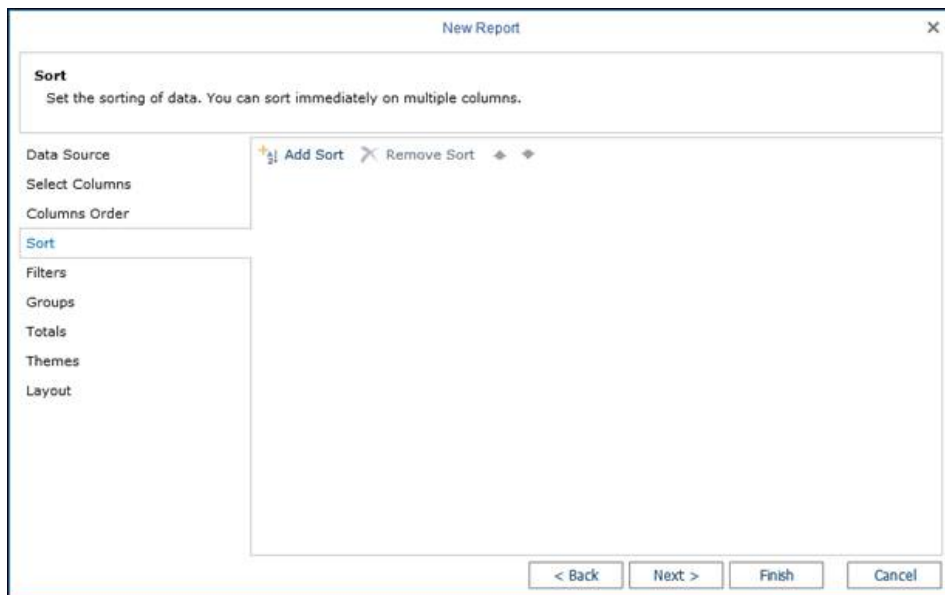 New Report
Sort
Set the sorting of data. You can sort immediately on multiple columns.
Data Source
Select Columns
Columns Order
Sort
Filters
Groups
Totals
Themes
Layout
Add Sort Remove Sort
< Back Next > Finish Cancel